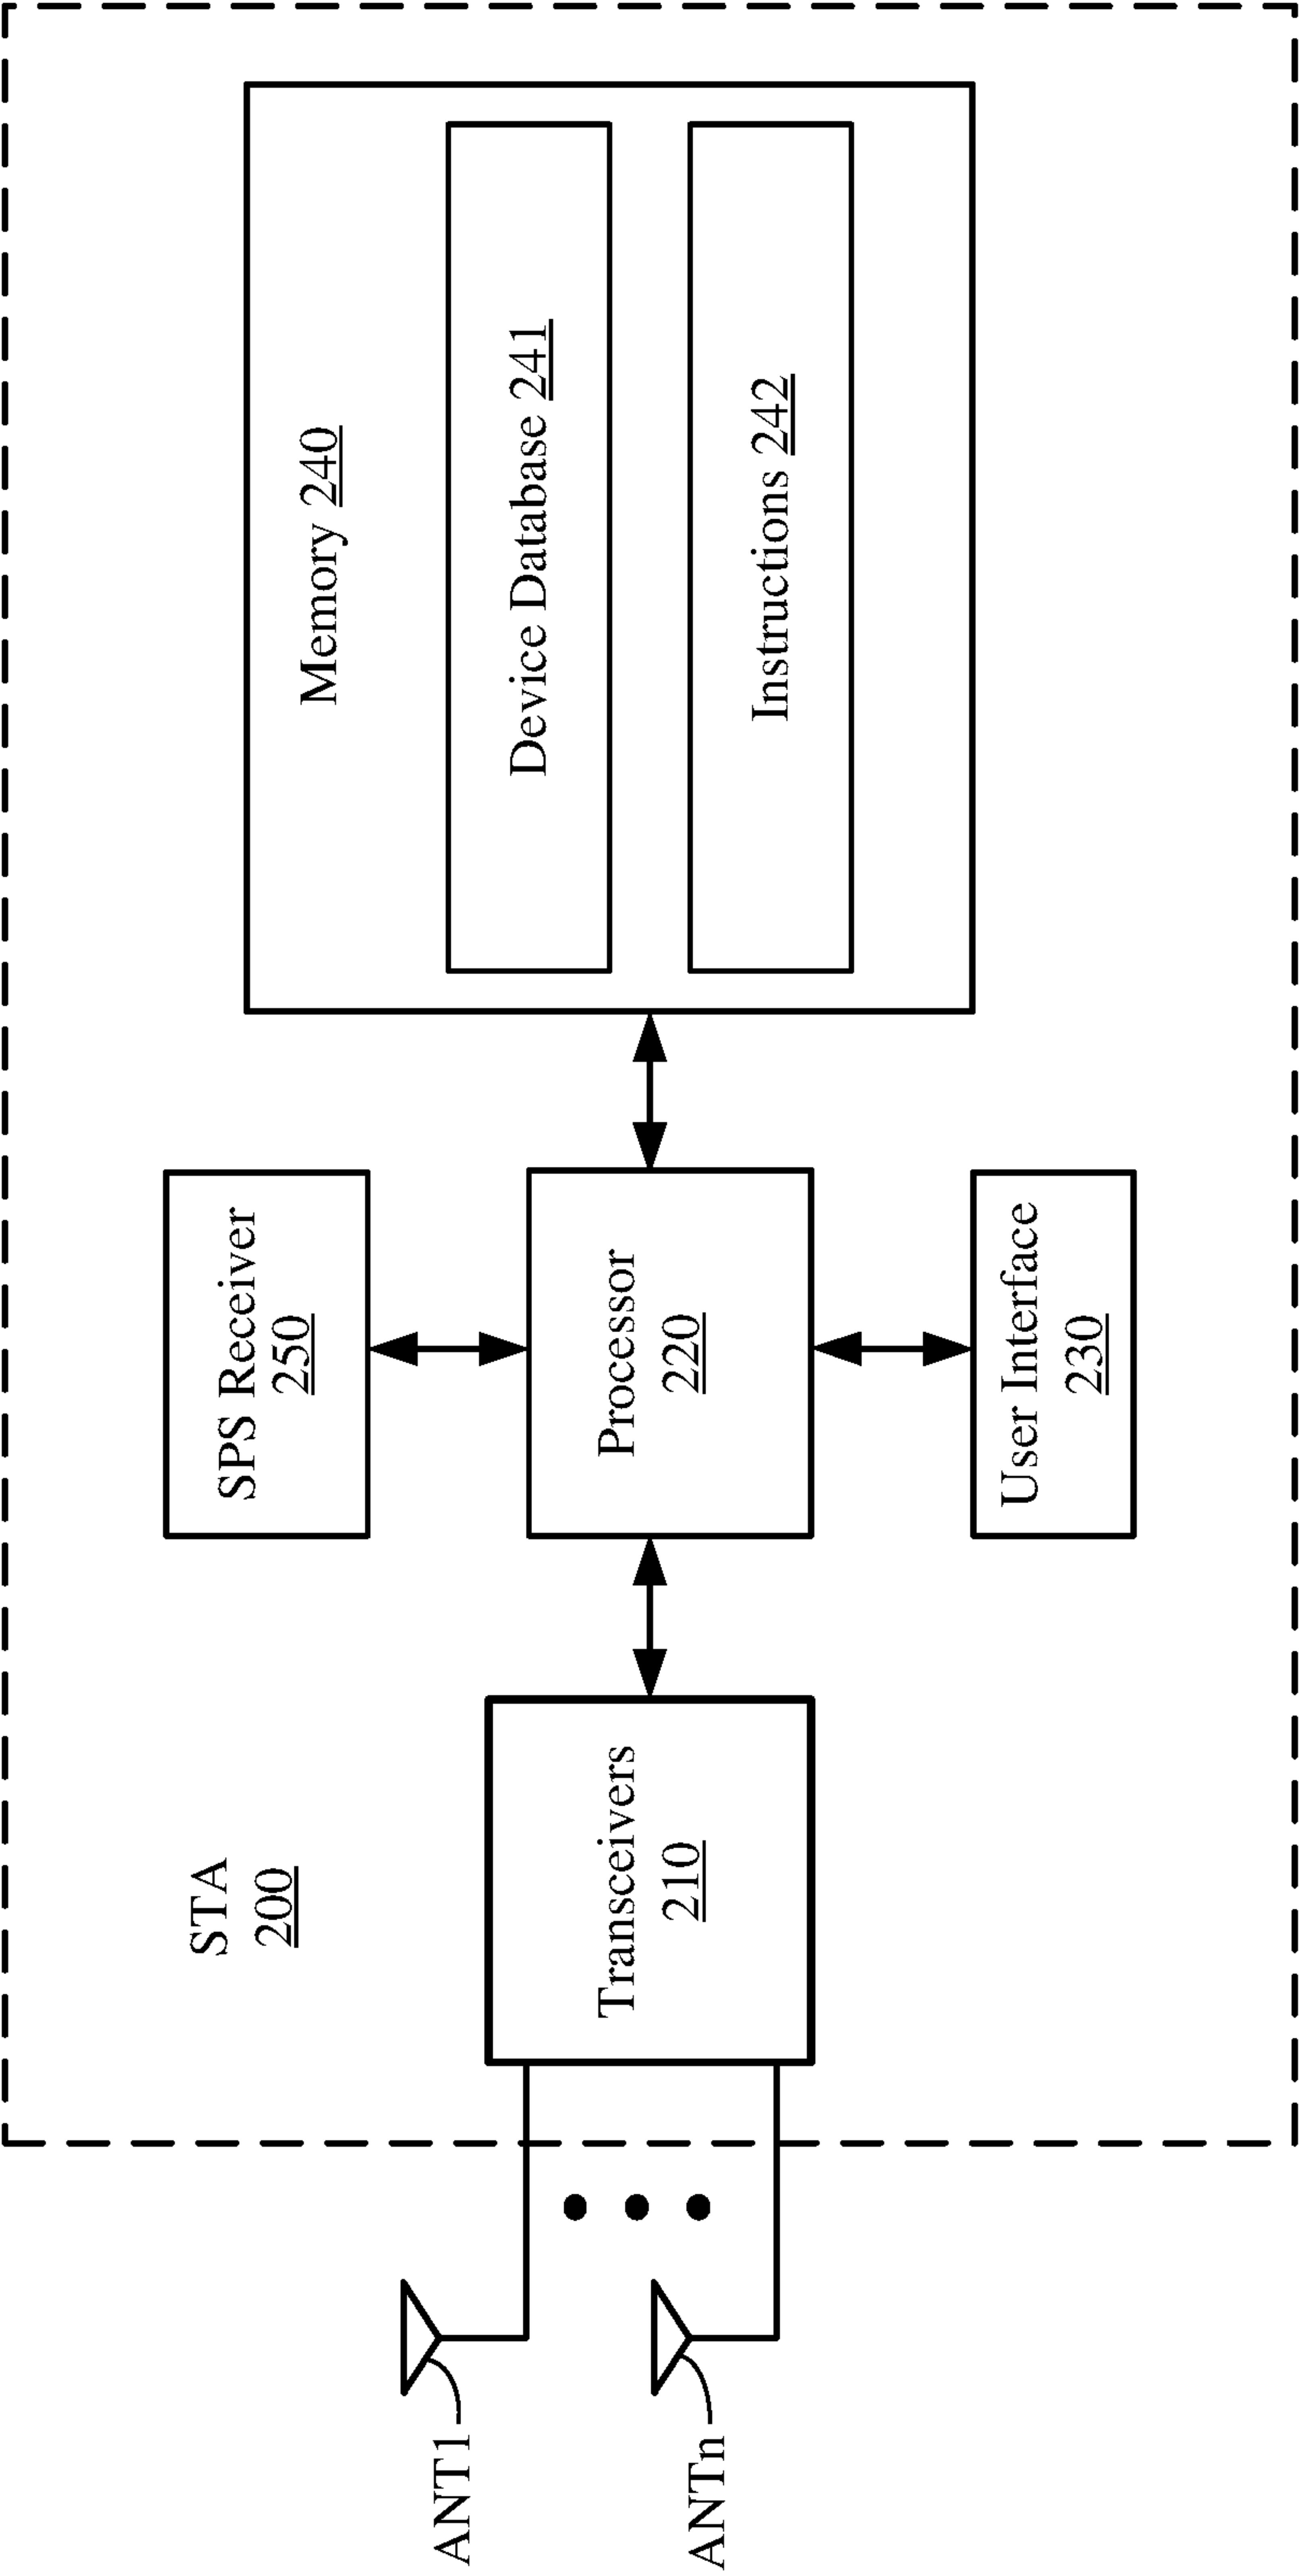 STA
200
ANT1
ANTn
Transceivers
210
SPS Receiver
250
Processor
220
User Interface
230
Memory 240
Device Database 241
Instructions 242